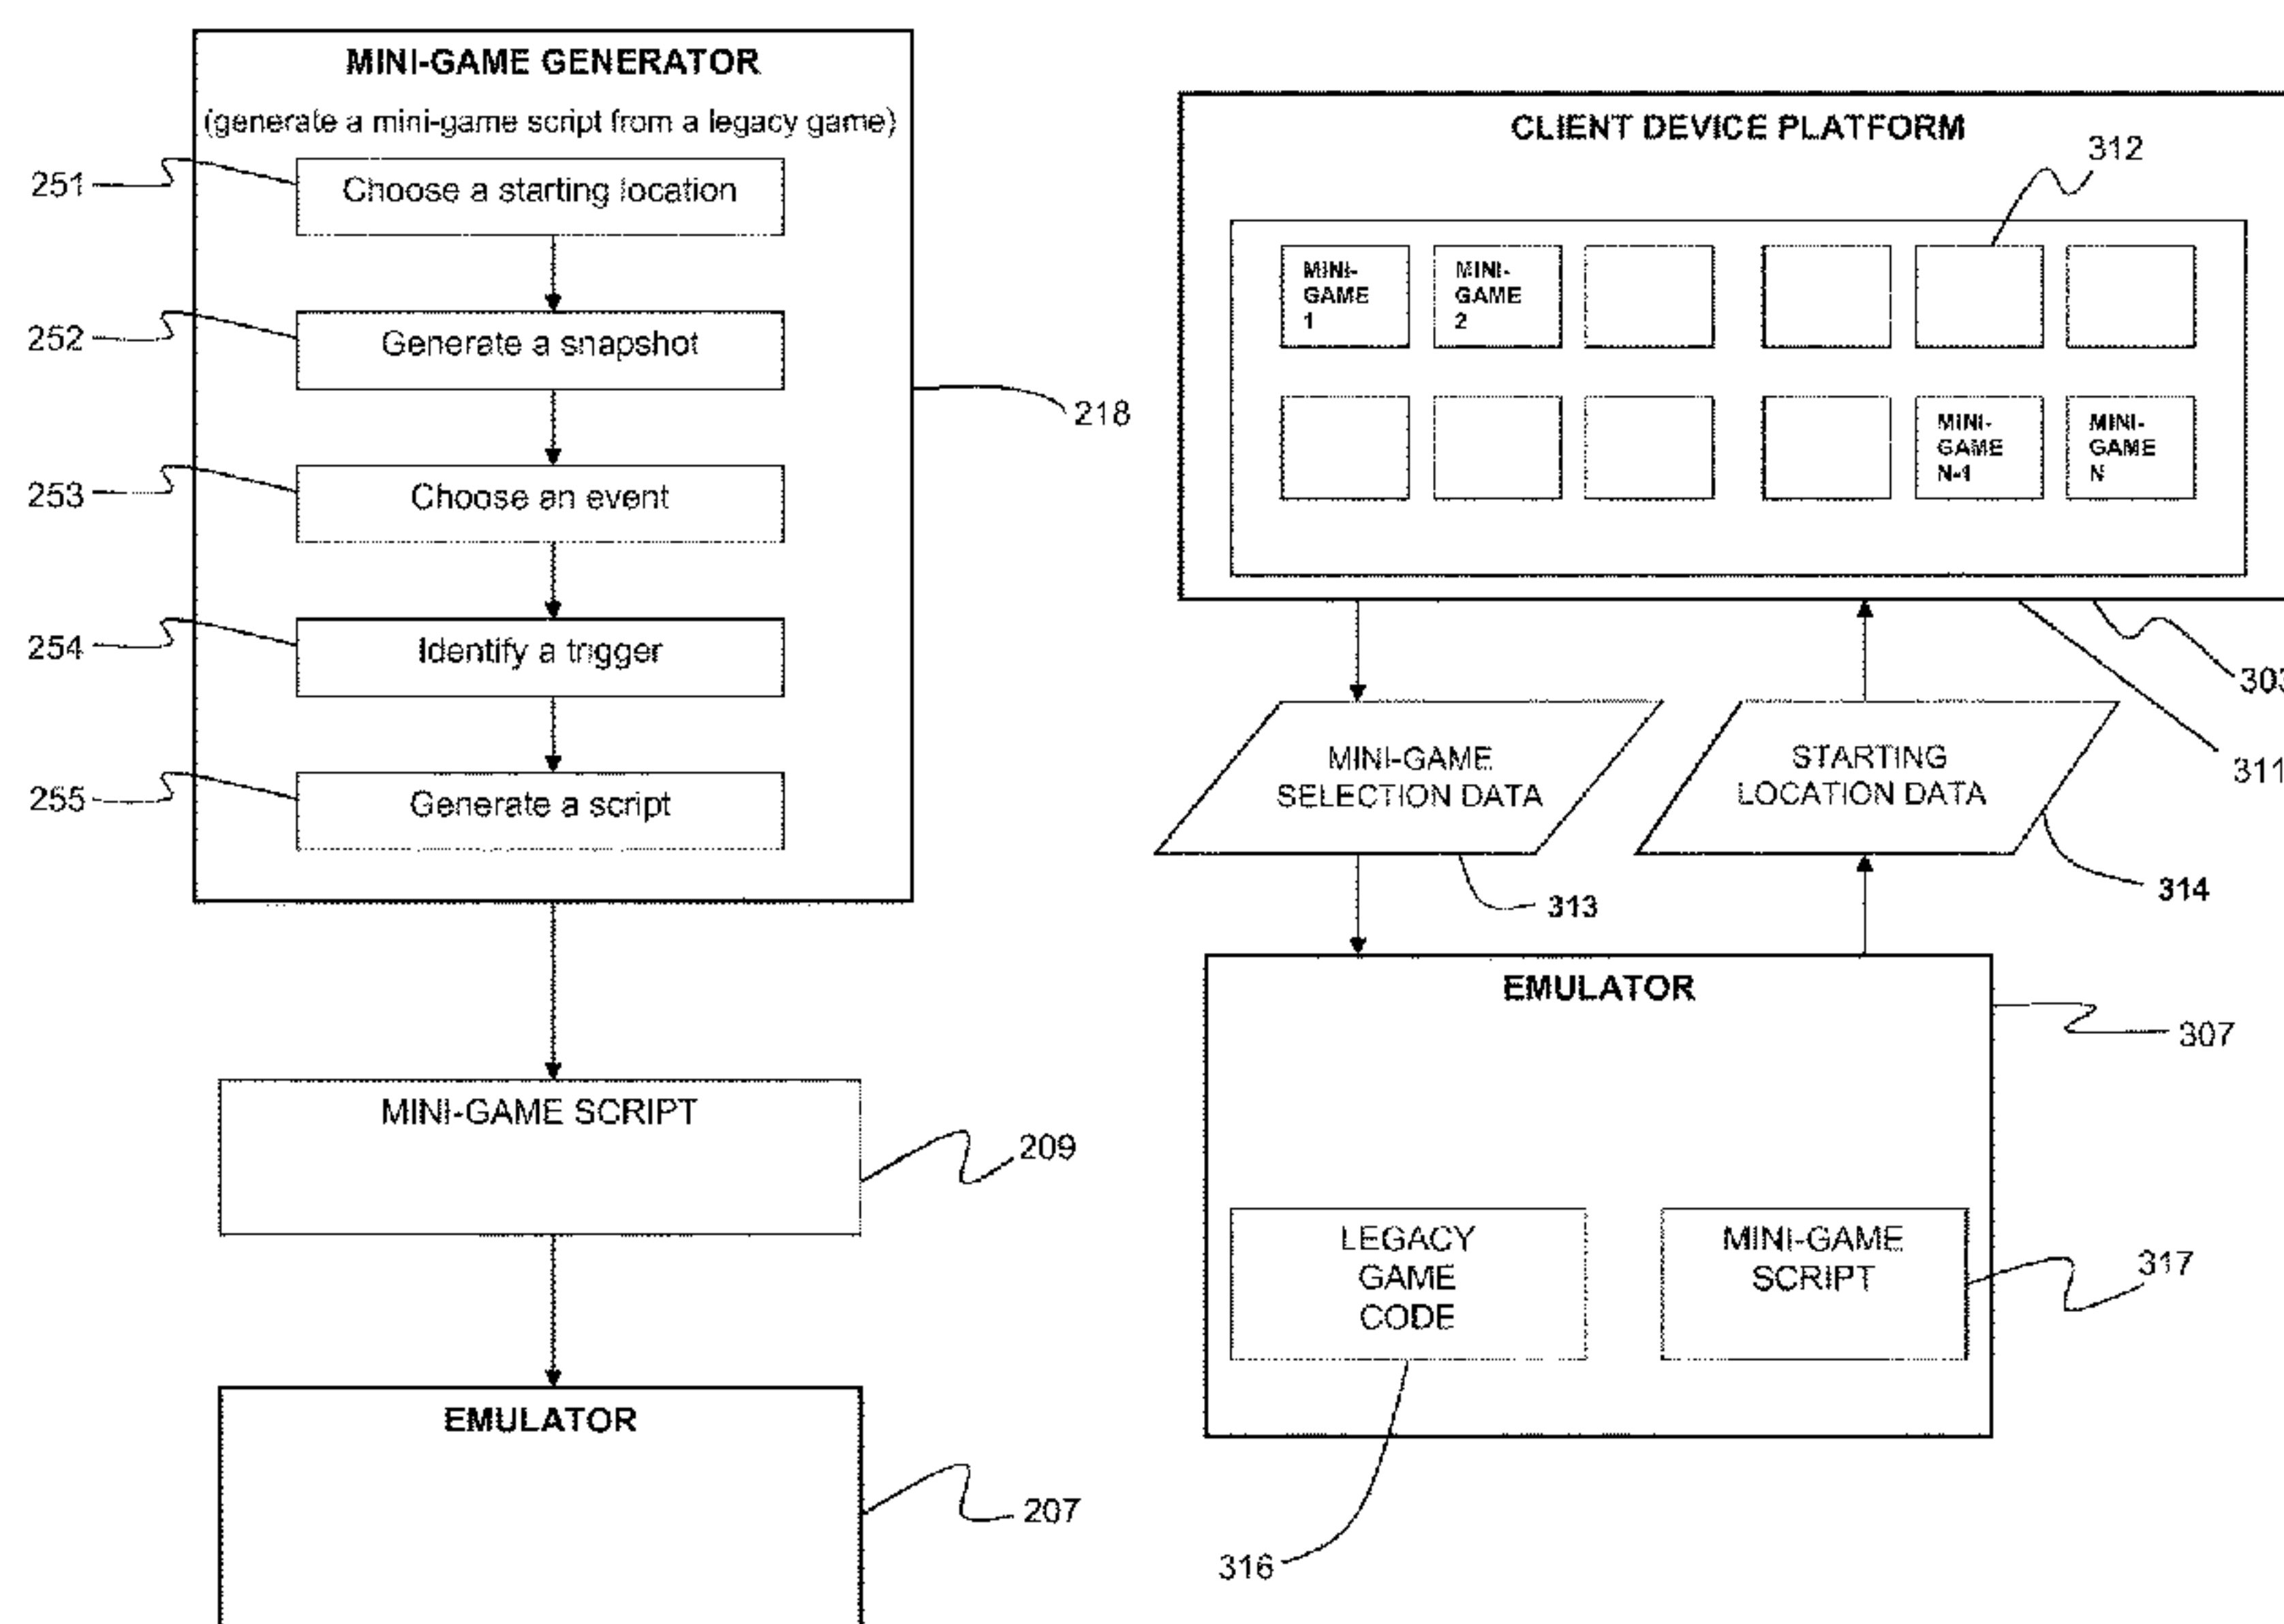 MINI-GAME GENERATOR
(generate a mini-game script from a legacy game)
251
Choose a starting location
252
Generate a snapshot
218
253
Choose an event
254
Identify a trigger
255
Generate a script
MINI-GAME SCRIPT
209
EMULATOR
207
CLIENT DEVICE PLATFORM
312
MINI-
GAME
1
MINI-
GAME
2
MINI-
GAME
N-1
MINI-
GAME
N
303
311
MINI-GAME
SELECTION DATA
313
STARTING
LOCATION DATA
314
EMULATOR
307
LEGACY
GAME
CODE
MINI-GAME
SCRIPT
317
316